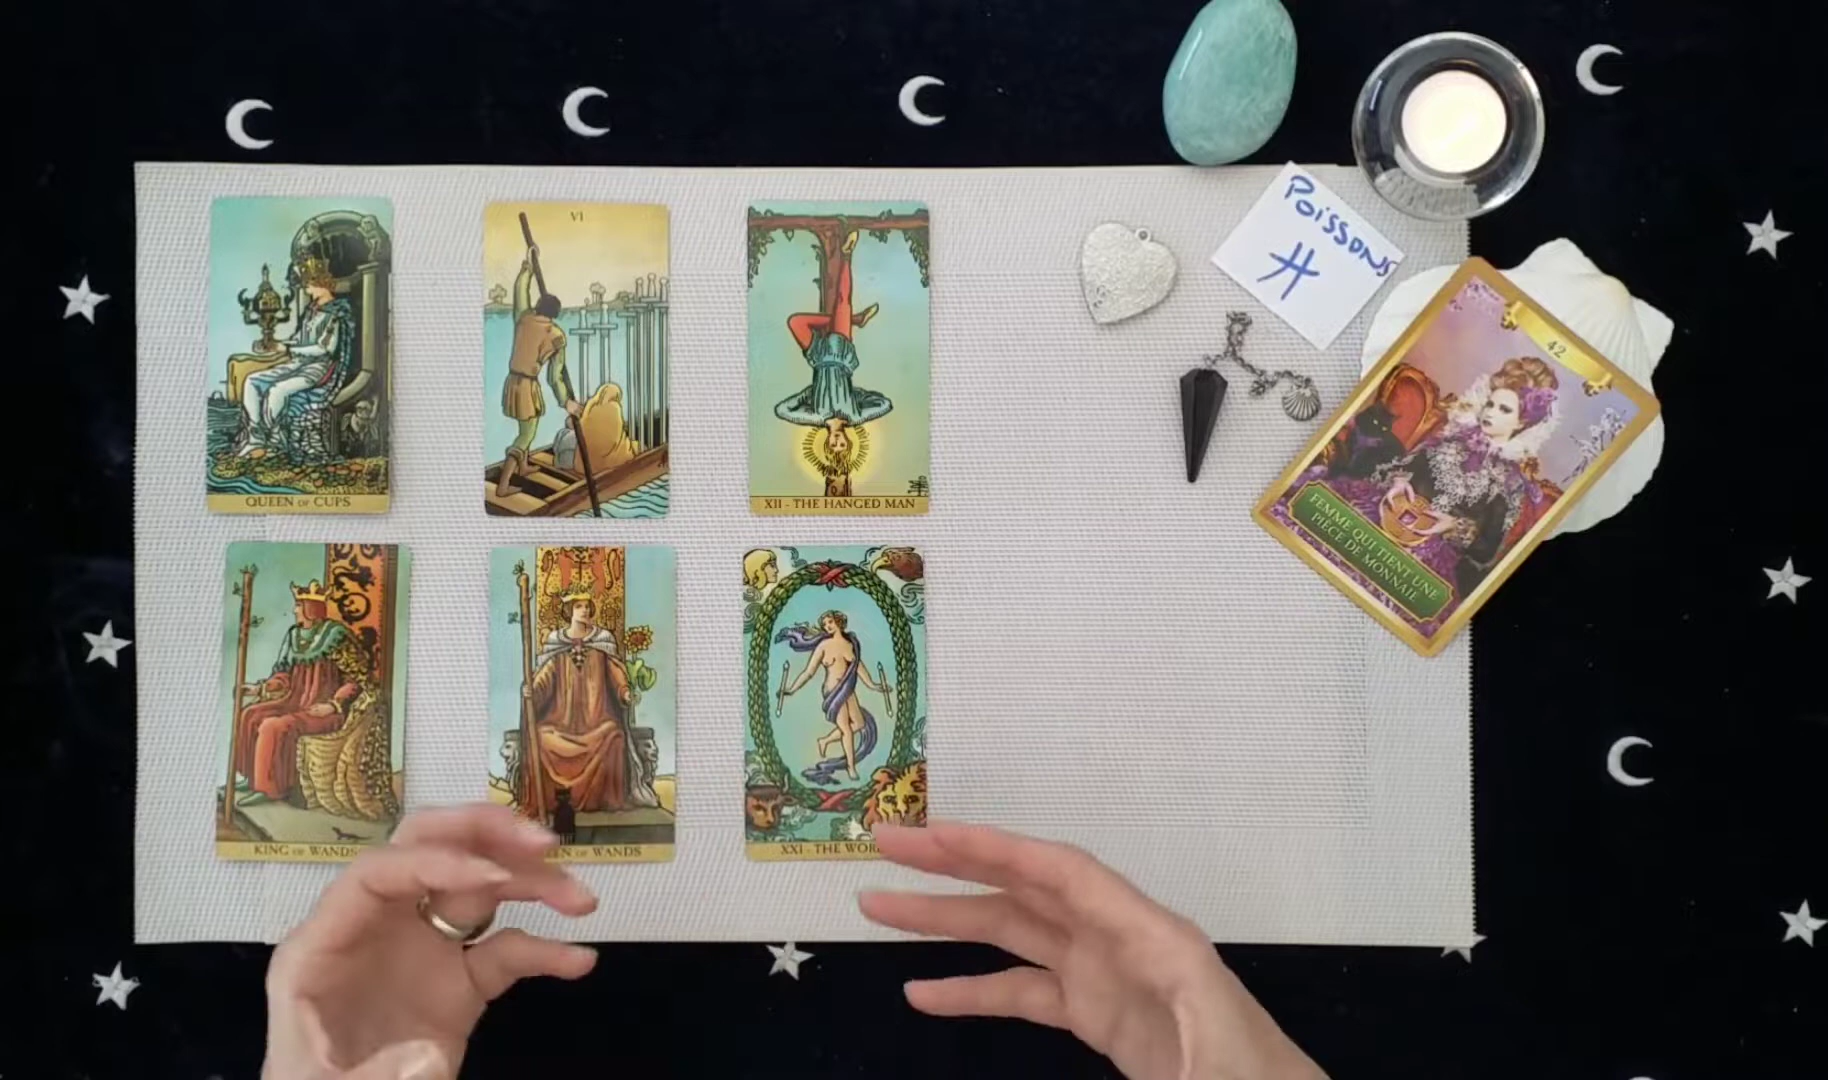 QUEEN OF CUPS
VI
XII - THE HANGED MAN
POISSONS
42
FEMME QUI TIENT UNE
PIÈCE DE MONNAIE
KING OF WANDS
EN OF WANDS
XXI - THE WOR